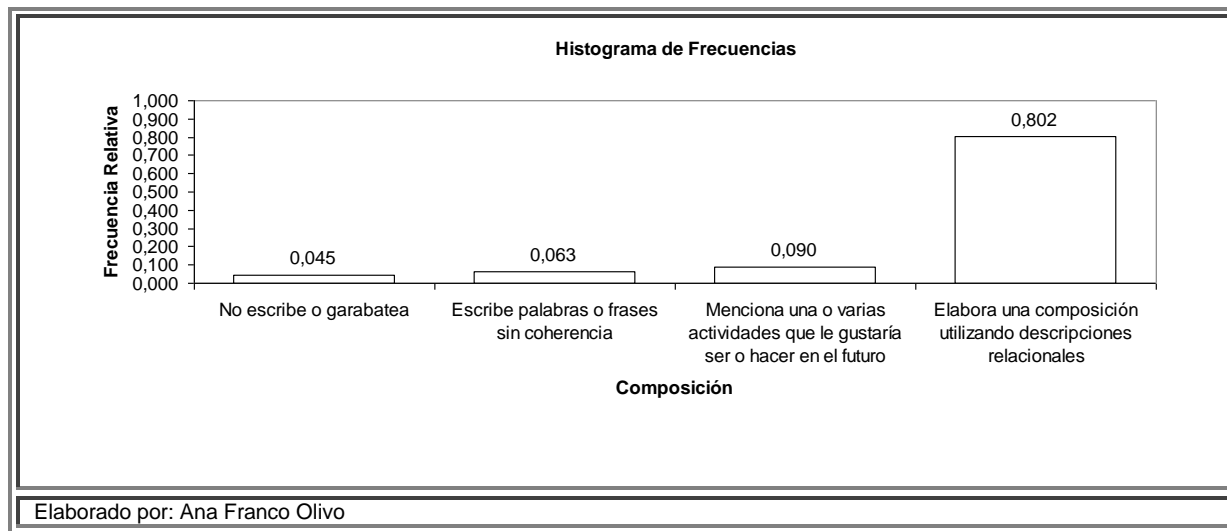 Histograma de Frecuencias
Frecuencia Relativa
1,000
0,900
0,800
0,700
0,600
0,500
0,400
0,300
0,200
0,100
0,000
0,045
0,063
0,090
0,802
No escribe o garabatea
Escribe palabras o frases
sin coherencia
Menciona una o varias
actividades que le gustaría
ser o hacer en el futuro
Elabora una composición
utilizando descripciones
relacionales
Composición
Elaborado por: Ana Franco Olivo